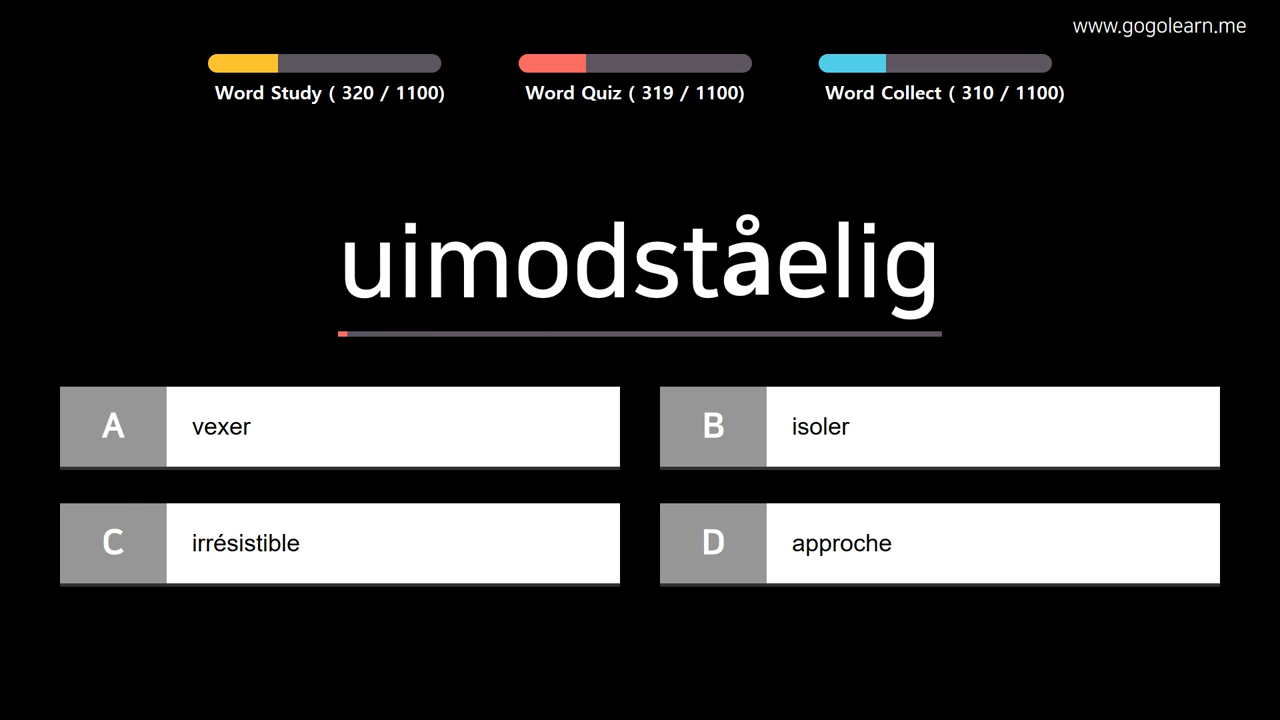 www.gogolearn.me
Word Study ( 320 / 1100)
Word Quiz ( 319 / 1100)
Word Collect ( 310 / 1100)
uimodståelig
A vexer
B isoler
C irrésistible
D approche